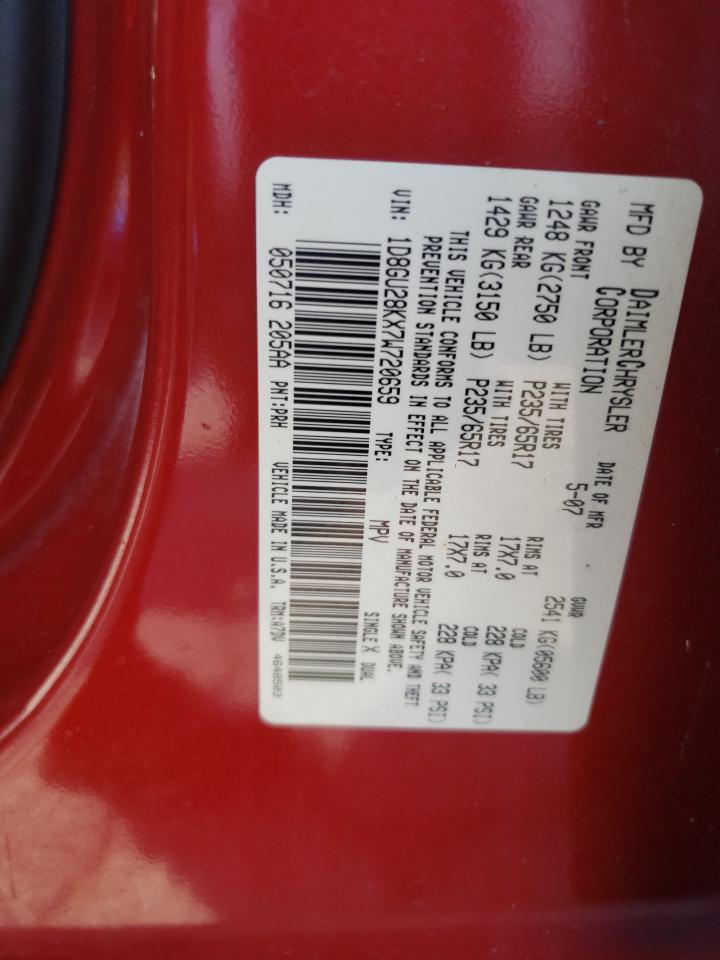 MFD BY DAIMLERCHRYSLER CORPORATION
DATE OF MFR 5-07
GVWR 2541 KG(05600 LB)
GAWR FRONT WITH TIRES RIMS AT COLD
1248 KG(2750 LB) P235/65R17 17X7.0 228 KPA( 33 PSI)
GAWR REAR WITH TIRES RIMS AT COLD
1429 KG(3150 LB) P235/65R17 17X7.0 228 KPA( 33 PSI)
THIS VEHICLE CONFORMS TO ALL APPLICABLE FEDERAL MOTOR VEHICLE SAFETY AND THEFT
PREVENTION STANDARDS IN EFFECT ON THE DATE OF MANUFACTURE SHOWN ABOVE.
VIN: 1D8GU28KX7W720659 TYPE: MPV SINGLE X DUAL
MDH: 050716 205AA PNT:PRH VEHICLE MADE IN U.S.A. TRM:A7DV 4648503